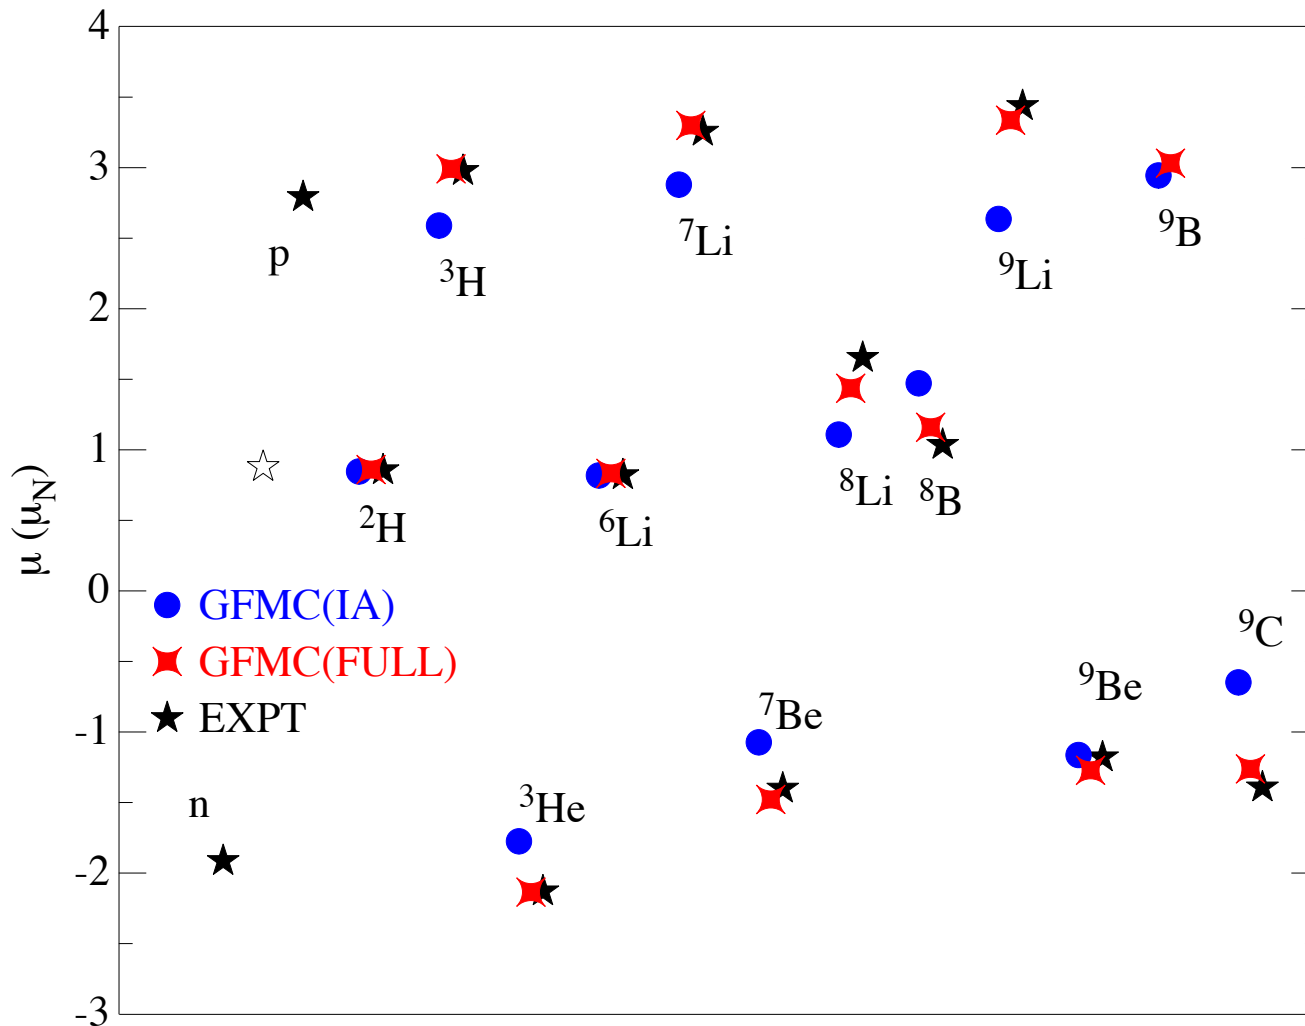 4
3
2
1
0
-1
-2
-3
μ (μ_N)
p
³H
⁷Li
⁹Li
⁹B
²H
⁶Li
⁸Li
⁸B
GFMC(IA)
GFMC(FULL)
EXPT
n
³He
⁷Be
⁹Be
⁹C